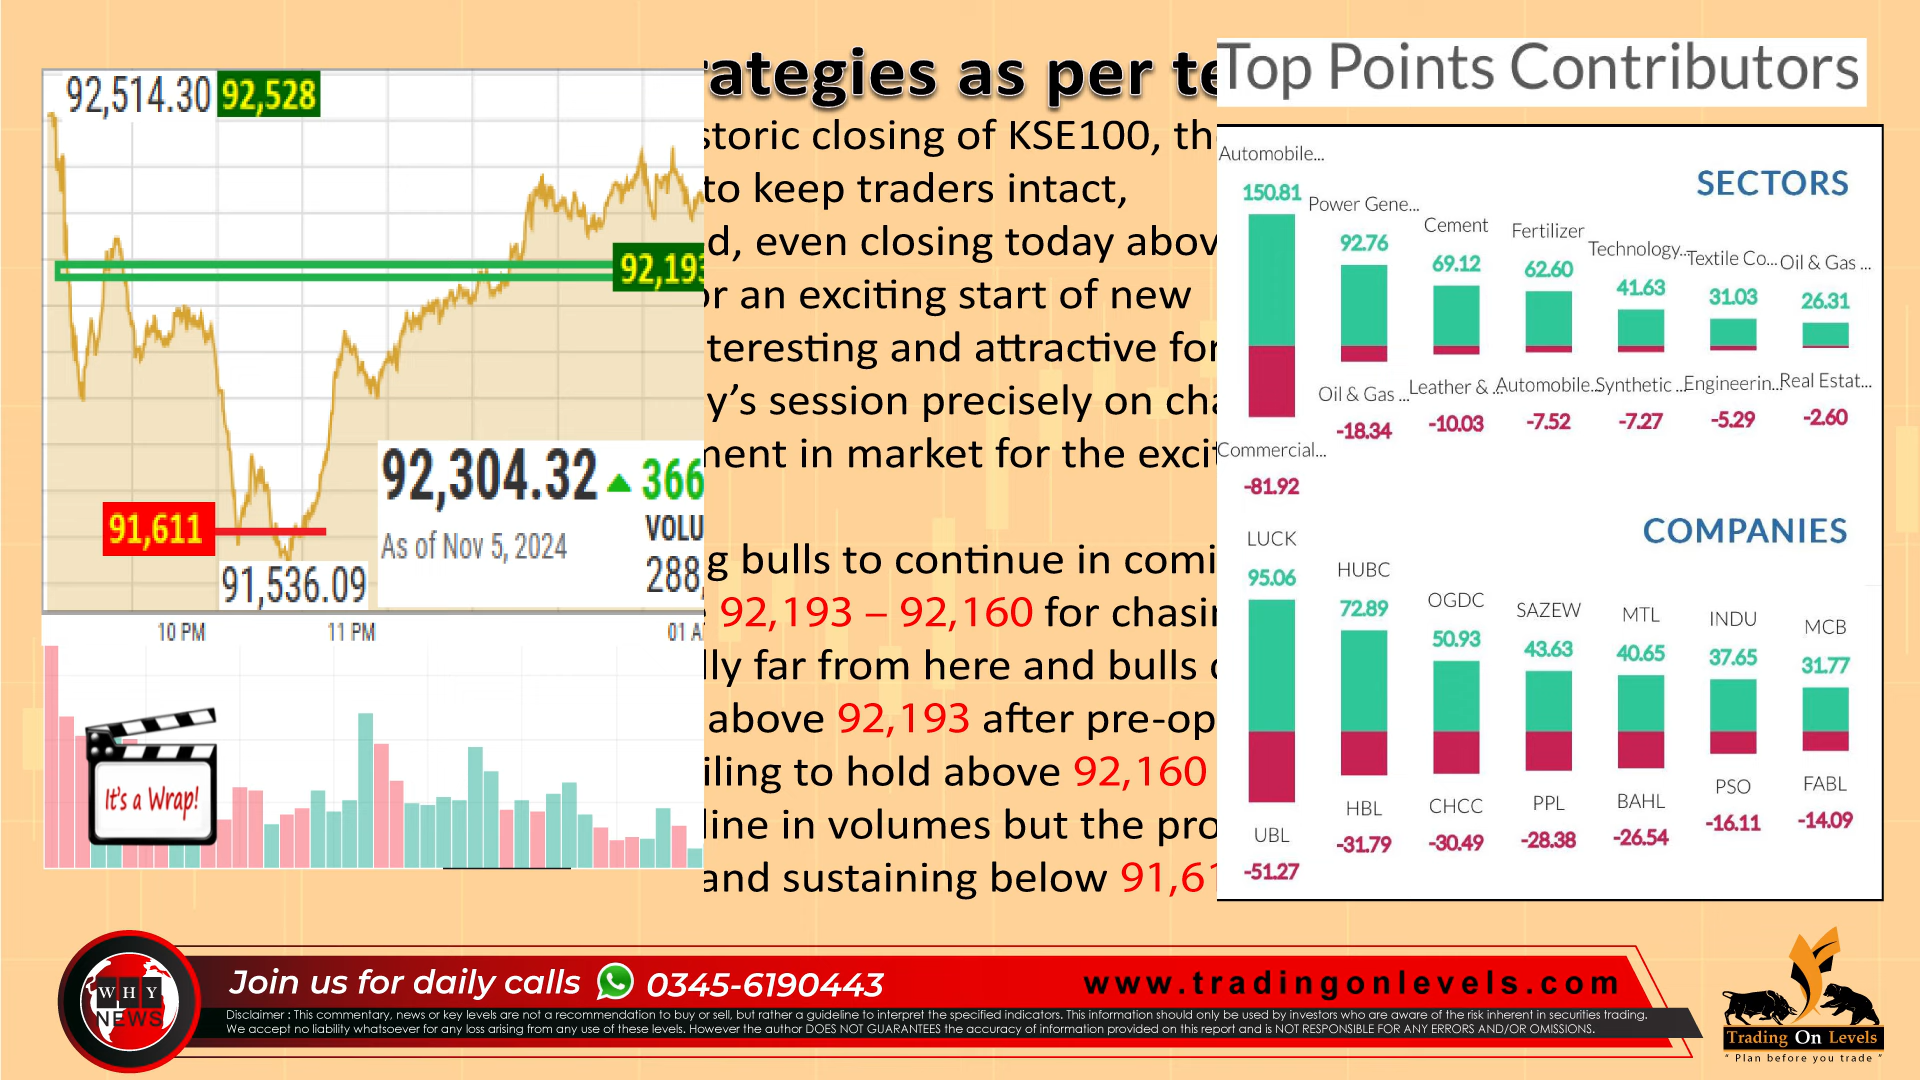 92,514.30 92,528
92,193
91,611
91,536.09
92,304.32 ▲ 366
As of Nov 5, 2024
VOLU
288,
10 PM 11 PM 01 A
It's a Wrap!
rategies as per te
storic closing of KSE100, th
to keep traders intact,
d, even closing today abov
or an exciting start of new
teresting and attractive for
y's session precisely on cha
nent in market for the excit
g bulls to continue in comi
92,193 – 92,160 for chasin
lly far from here and bulls c
above 92,193 after pre-op
iling to hold above 92,160
line in volumes but the pro
and sustaining below 91,61
Top Points Contributors
SECTORS
Automobile... Power Gene... Cement Fertilizer Technology... Textile Co... Oil & Gas ...
150.81 92.76 69.12 62.60 41.63 31.03 26.31
Commercial... Oil & Gas ... Leather & ... Automobile... Synthetic ... Engineerin... Real Estat...
-81.92 -18.34 -10.03 -7.52 -7.27 -5.29 -2.60
COMPANIES
LUCK HUBC OGDC SAZEW MTL INDU MCB
95.06 72.89 50.93 43.63 40.65 37.65 31.77
UBL HBL CHCC PPL BAHL PSO FABL
-51.27 -31.79 -30.49 -28.38 -26.54 -16.11 -14.09
WHY
NEWS
Join us for daily calls 0345-6190443
www.tradingonlevels.com
Disclaimer : This commentary, news or key levels are not a recommendation to buy or sell, but rather a guideline to interpret the specified indicators. This information should only be used by investors who are aware of the risk inherent in securities trading.
We accept no liability whatsoever for any loss arising from any use of these levels. However the author DOES NOT GUARANTEES the accuracy of information provided on this report and is NOT RESPONSIBLE FOR ANY ERRORS AND/OR OMISSIONS.
Trading On Levels
" Plan before you trade "